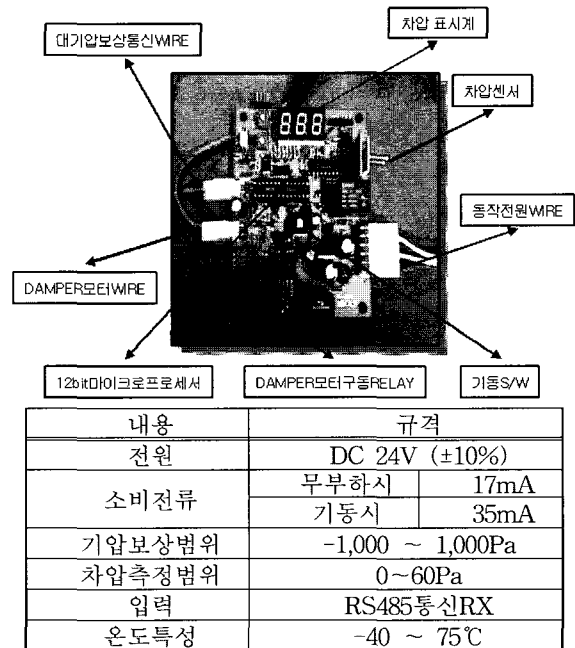 차압 표시계
대기압보상통신WIRE
차압센서
888
동작전원WIRE
DAMPER모터WIRE
12bit마이크로프로세서 DAMPER모터구동RELAY 기동S/W
내용 규격
전원 DC 24V (±10%)
소비전류 무부하시 17mA
기동시 35mA
기압보상범위 -1,000 ~ 1,000Pa
차압측정범위 0~60Pa
입력 RS485통신RX
온도특성 -40 ~ 75℃